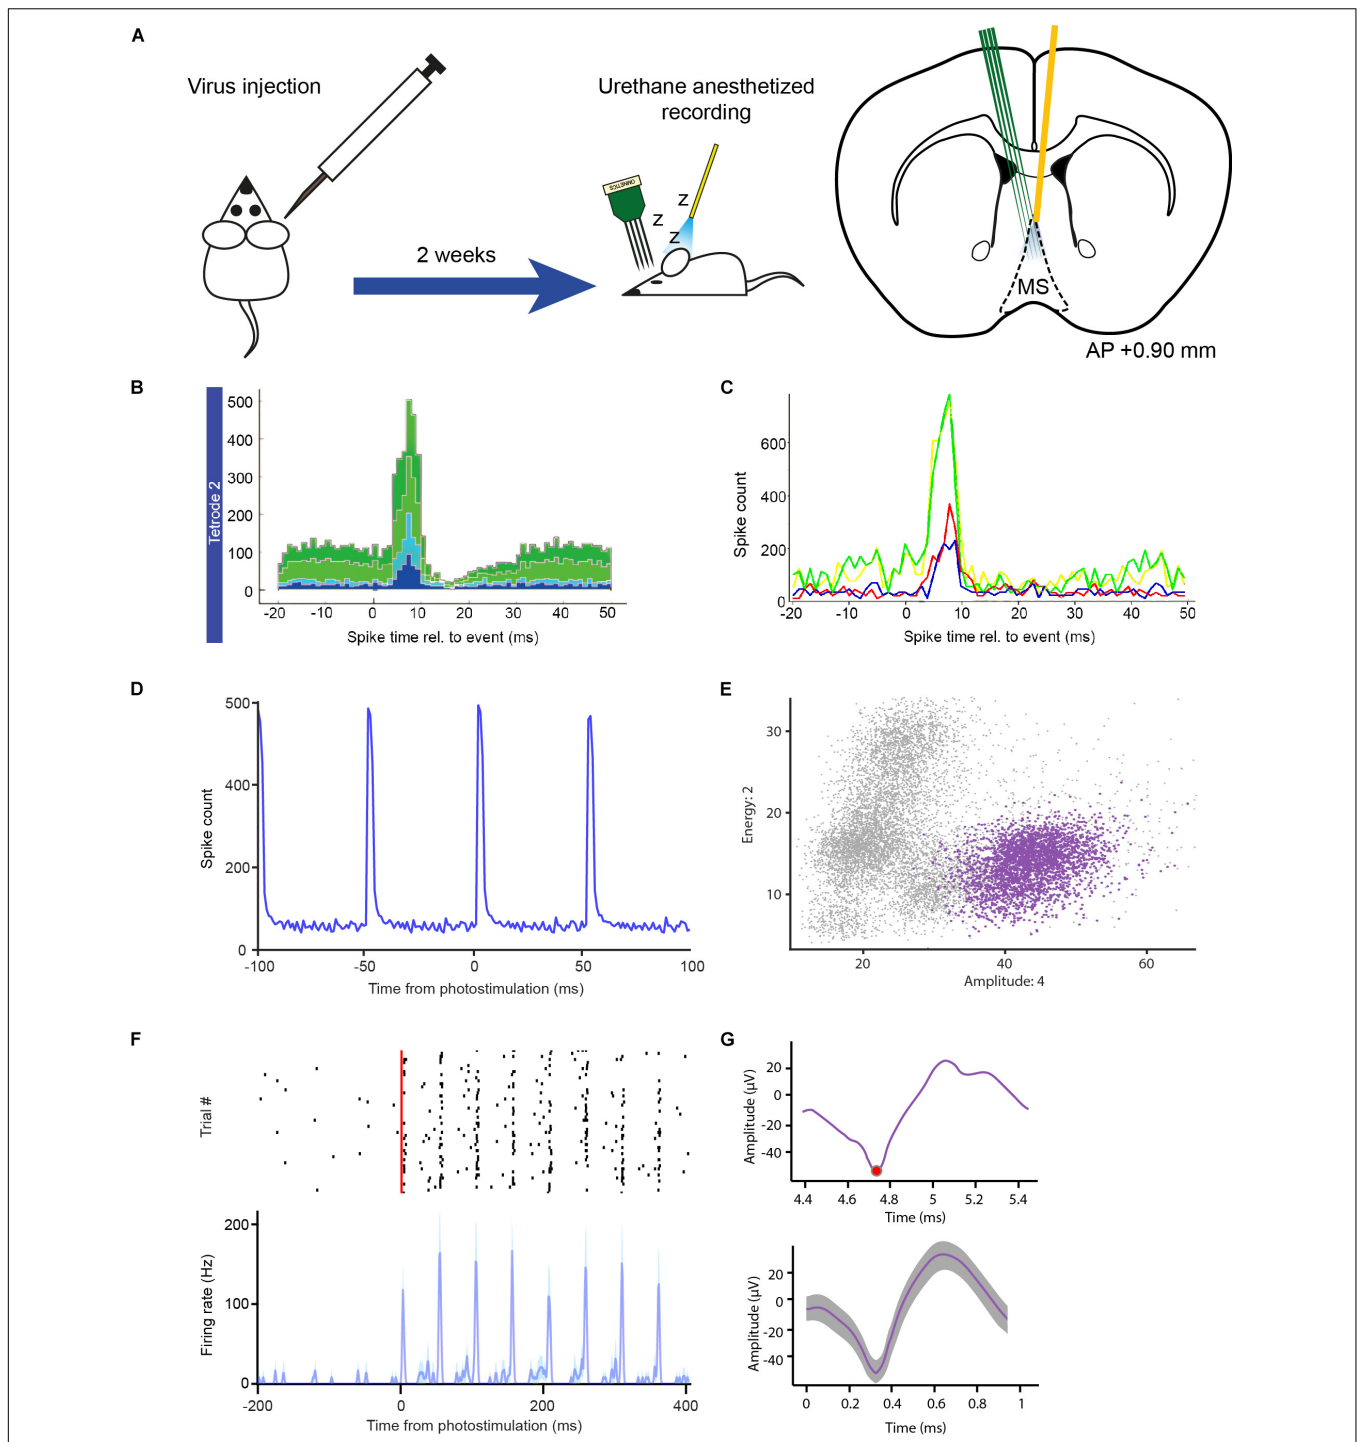 A
Virus injection
Urethane anesthetized
recording
OMNETICS
z
z
z
2 weeks
MS
AP +0.90 mm
B
Tetrode 2
500
400
300
200
100
0
-20 -10 0 10 20 30 40 50
Spike time rel. to event (ms)
C
Spike count
600
400
200
0
-20 -10 0 10 20 30 40 50
Spike time rel. to event (ms)
D
Spike count
500
400
200
0
-100 -50 0 50 100
Time from photostimulation (ms)
E
Energy: 2
30
20
10
20 40 60
Amplitude: 4
F
Trial #
Firing rate (Hz)
200
100
0
-200 0 200 400
Time from photostimulation (ms)
G
Amplitude (µV)
20
0
-20
-40
4.4 4.6 4.8 5 5.2 5.4
Time (ms)
Amplitude (µV)
20
0
-20
-40
0 0.2 0.4 0.6 0.8 1
Time (ms)